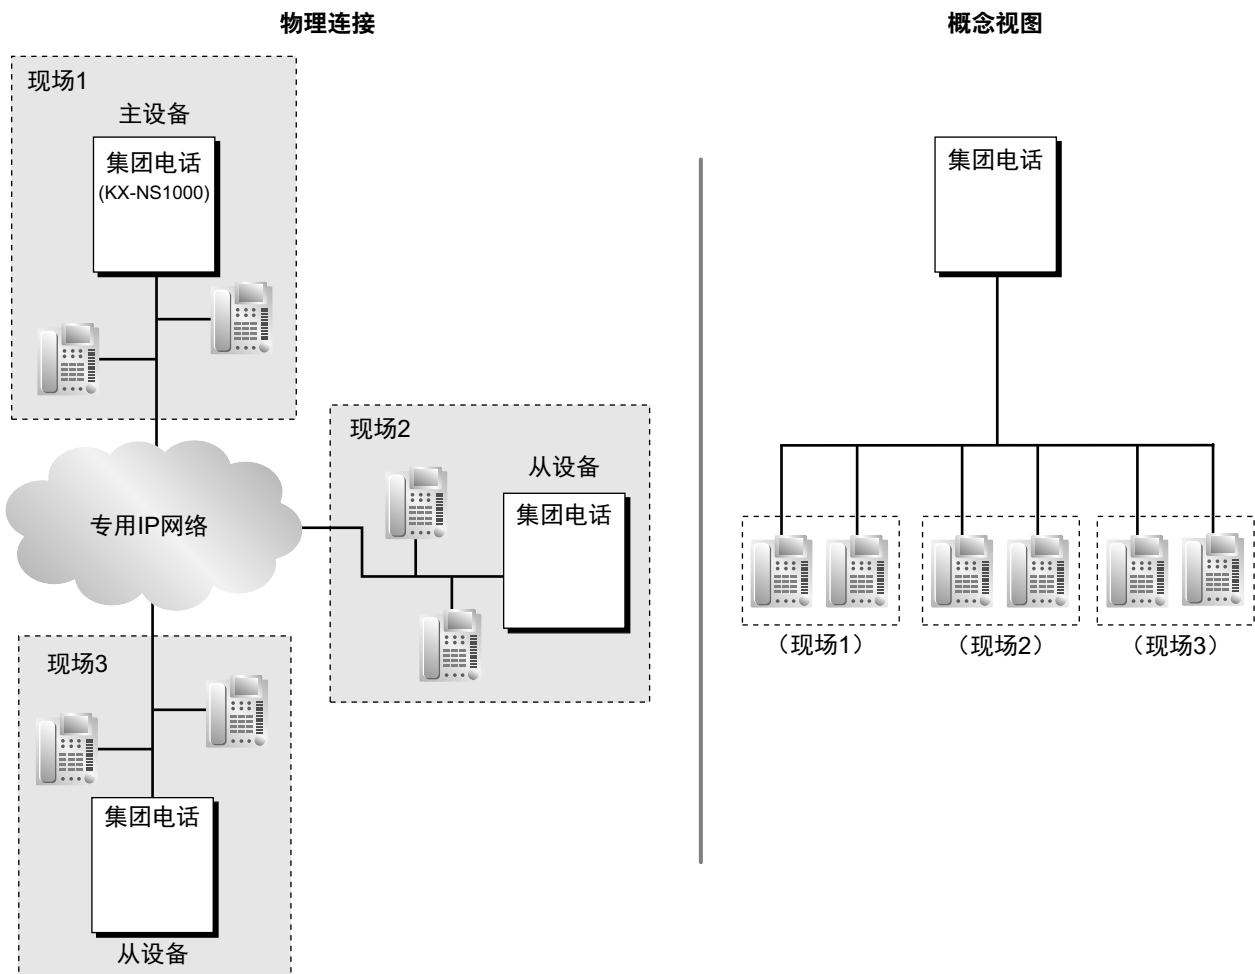 物理连接
概念视图
现场1
主设备
集团电话
(KX-NS1000)
集团电话
现场2
从设备
集团电话
专用IP网络
现场3
集团电话
从设备
（现场1）
（现场2）
（现场3）